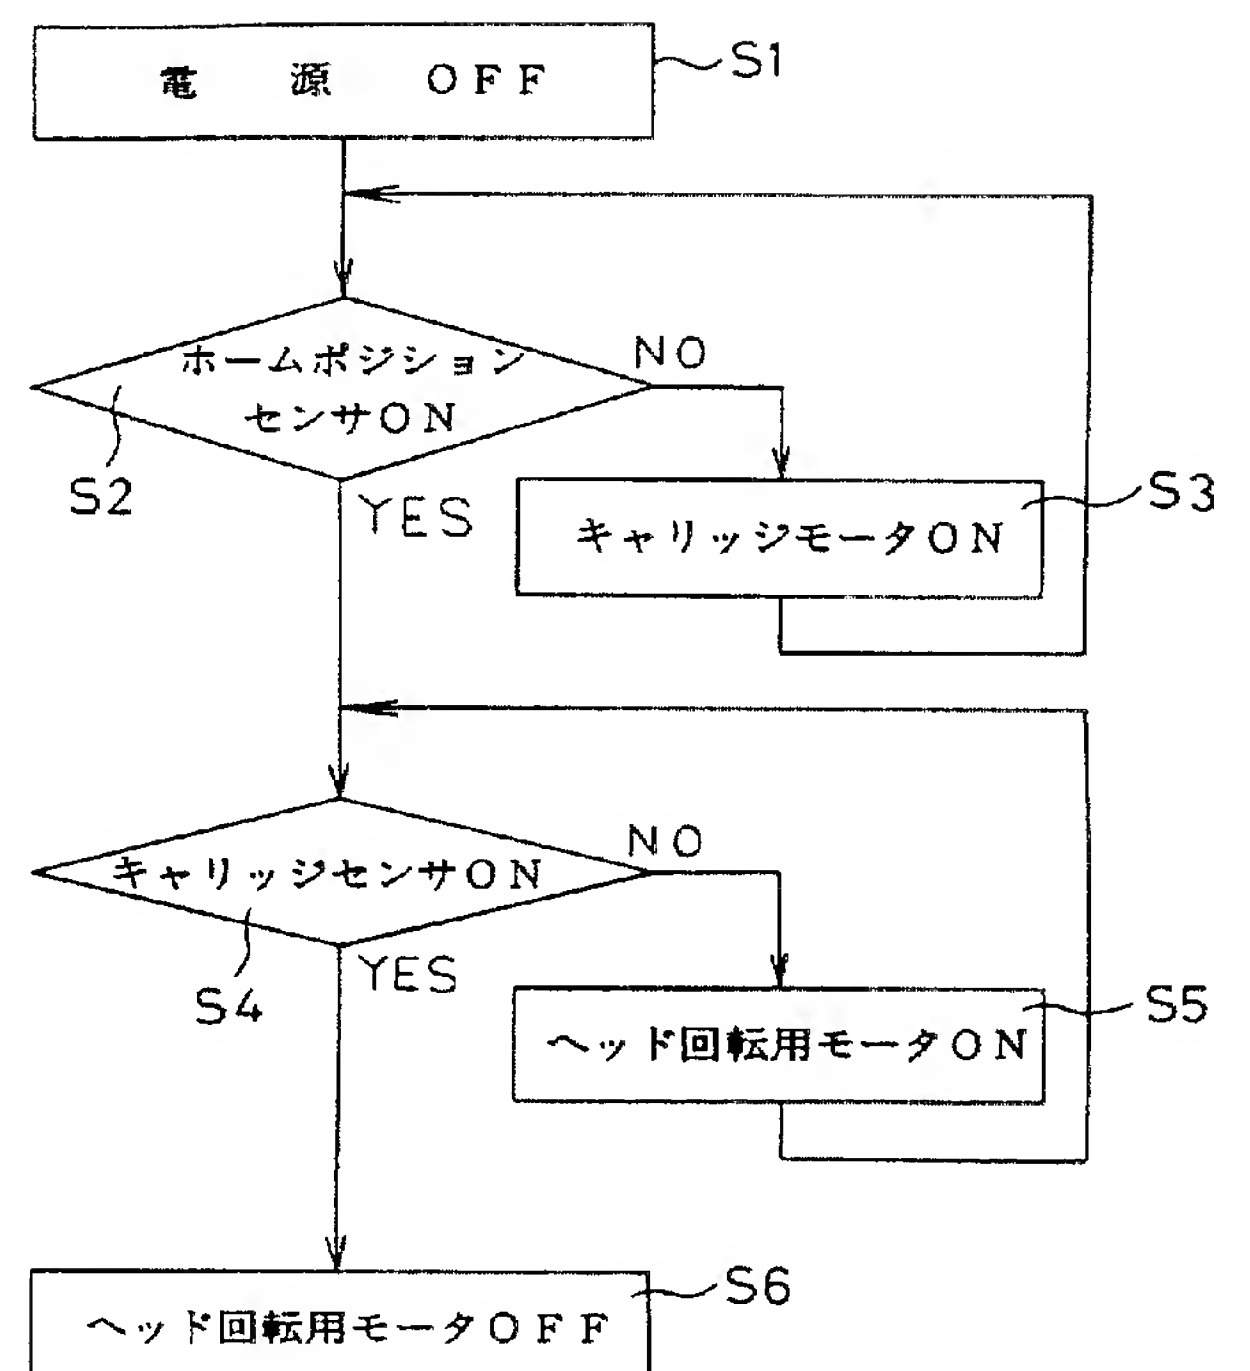 電源 OFF
S1
ホームポジション
センサON
NO
S2
YES
キャリッジモータON
S3
キャリッジセンサON
NO
S4
YES
ヘッド回転用モータON
S5
ヘッド回転用モータOFF
S6